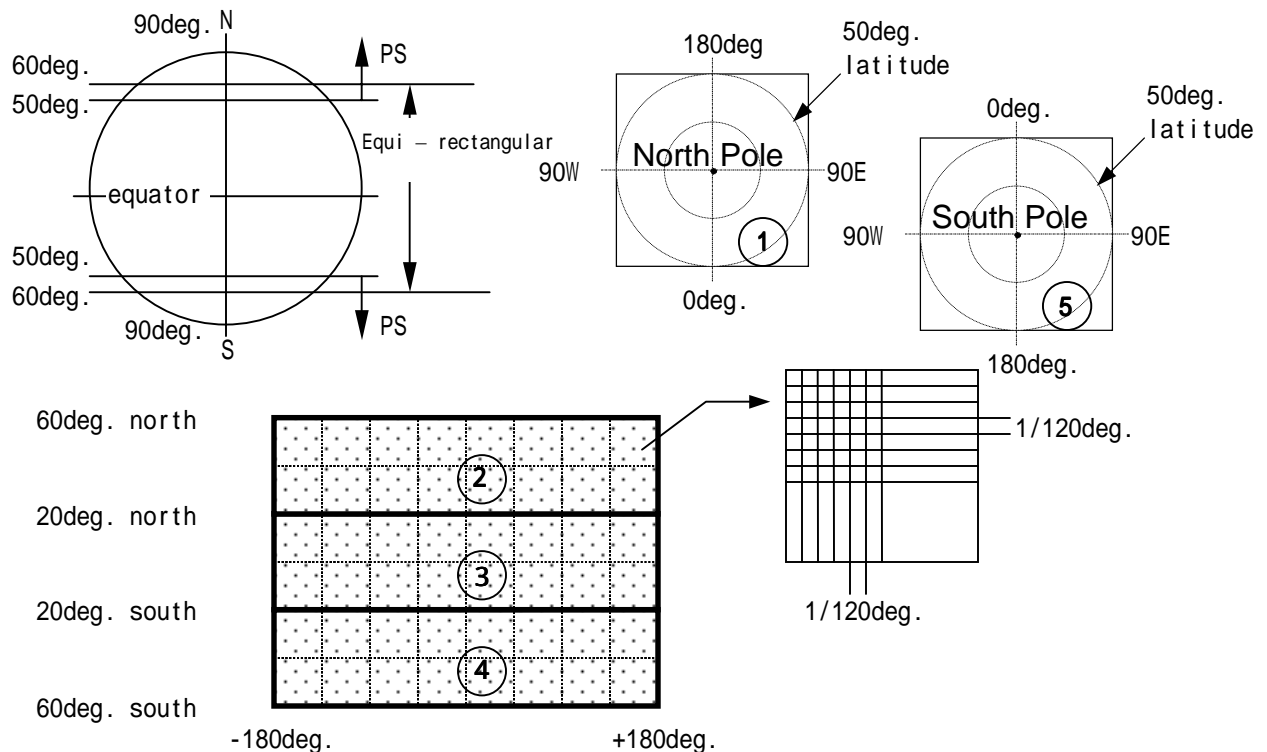 90deg. N
60deg.
50deg.
PS
Equi – rectangular
equator
50deg.
60deg.
90deg.
S
PS
180deg
50deg.
latitude
90W
North Pole
90E
1
0deg.
0deg.
50deg.
latitude
90W
South Pole
90E
5
180deg.
60deg. north
20deg. north
20deg. south
60deg. south
2
3
4
-180deg.
+180deg.
1/120deg.
1/120deg.